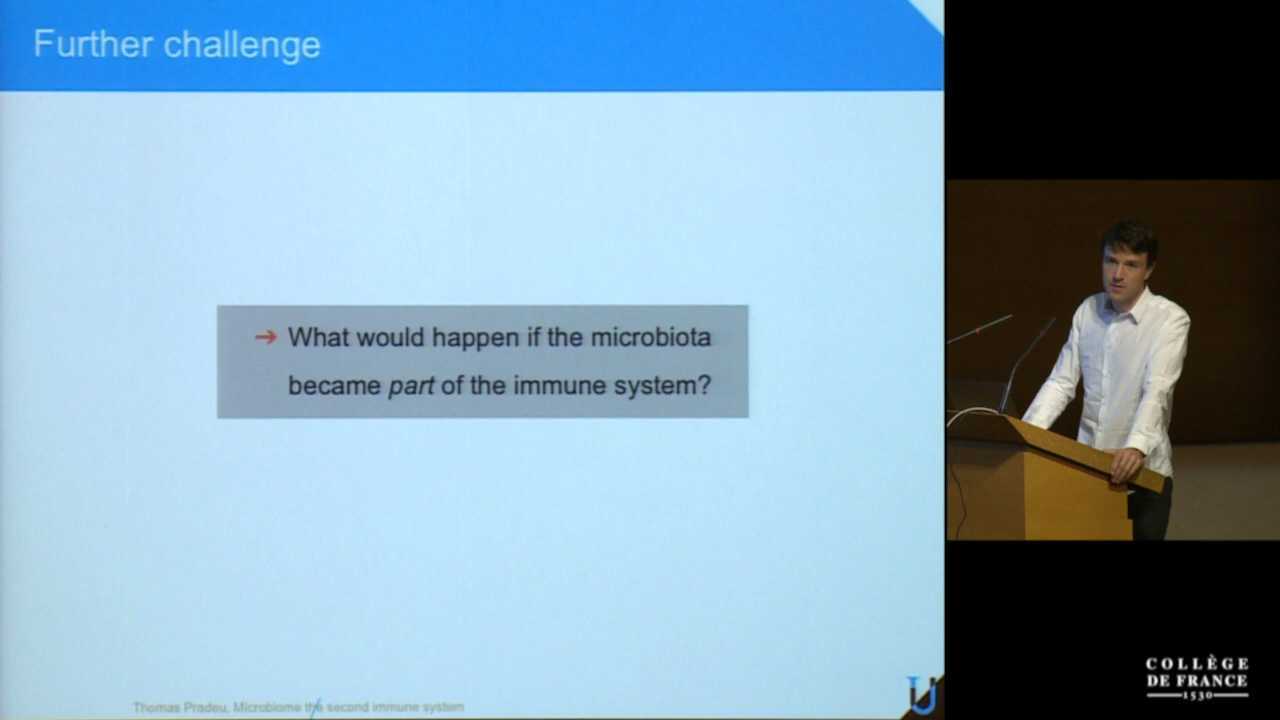 Further challenge
→ What would happen if the microbiota
became part of the immune system?
Thomas Pradeu, Microbiome the second immune system
U
COLLÈGE
DE FRANCE
1530